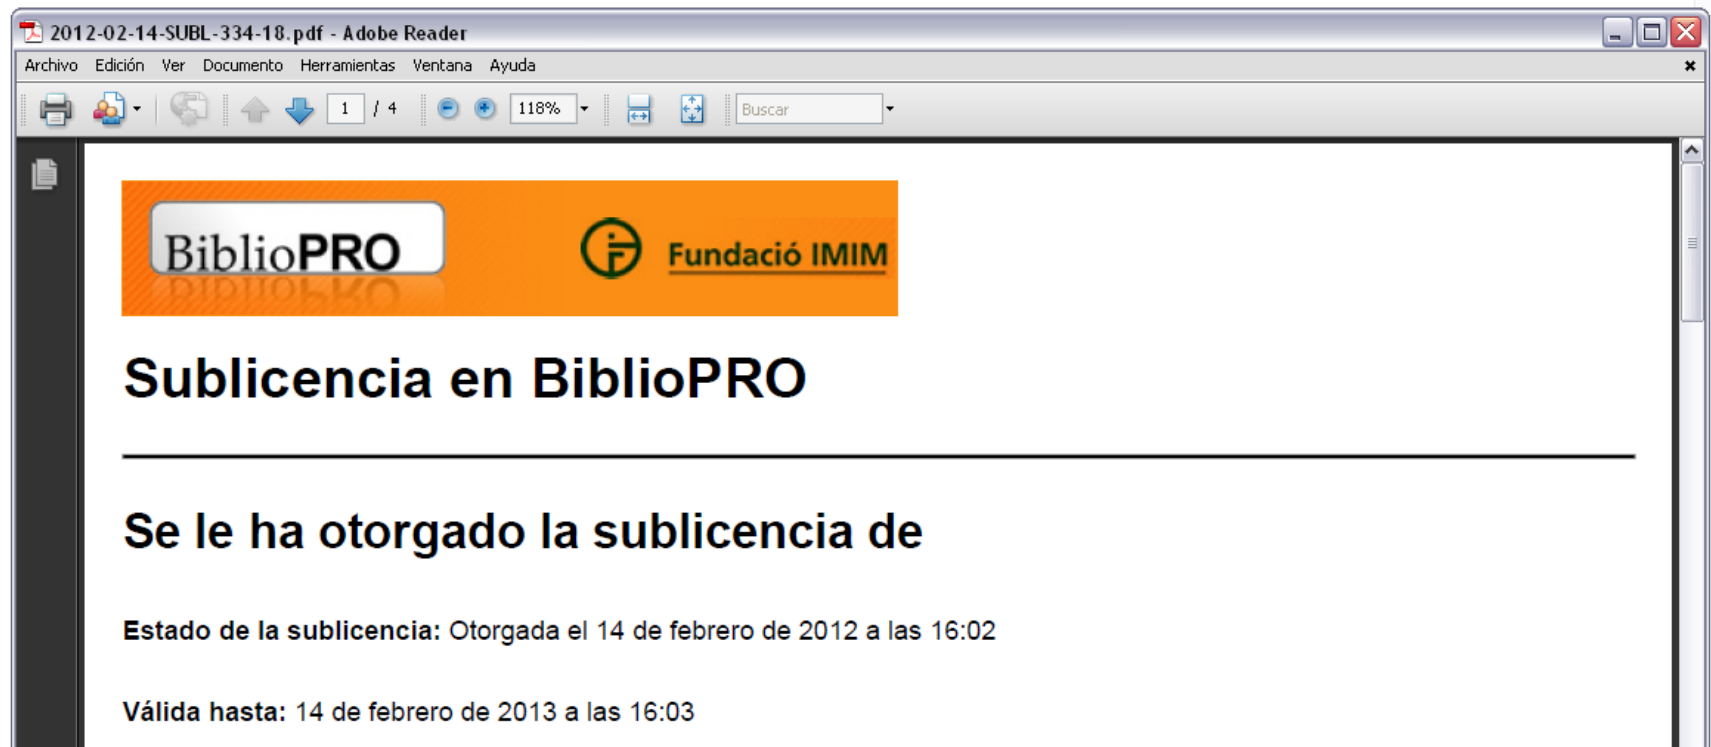 2012-02-14-SUBL-334-18.pdf - Adobe Reader
Archivo Edición Ver Documento Herramientas Ventana Ayuda
1 / 4 118% Buscar
BiblioPRO Fundació IMIM
Sublicencia en BiblioPRO
Se le ha otorgado la sublicencia de
Estado de la sublicencia: Otorgada el 14 de febrero de 2012 a las 16:02
Válida hasta: 14 de febrero de 2013 a las 16:03